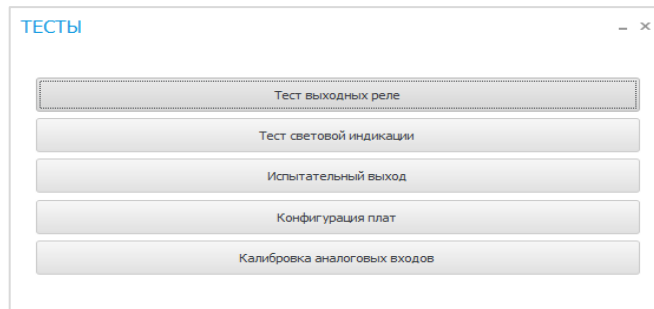 ТЕСТЫ
Тест выходных реле
Тест световой индикации
Испытательный выход
Конфигурация плат
Калибровка аналоговых входов